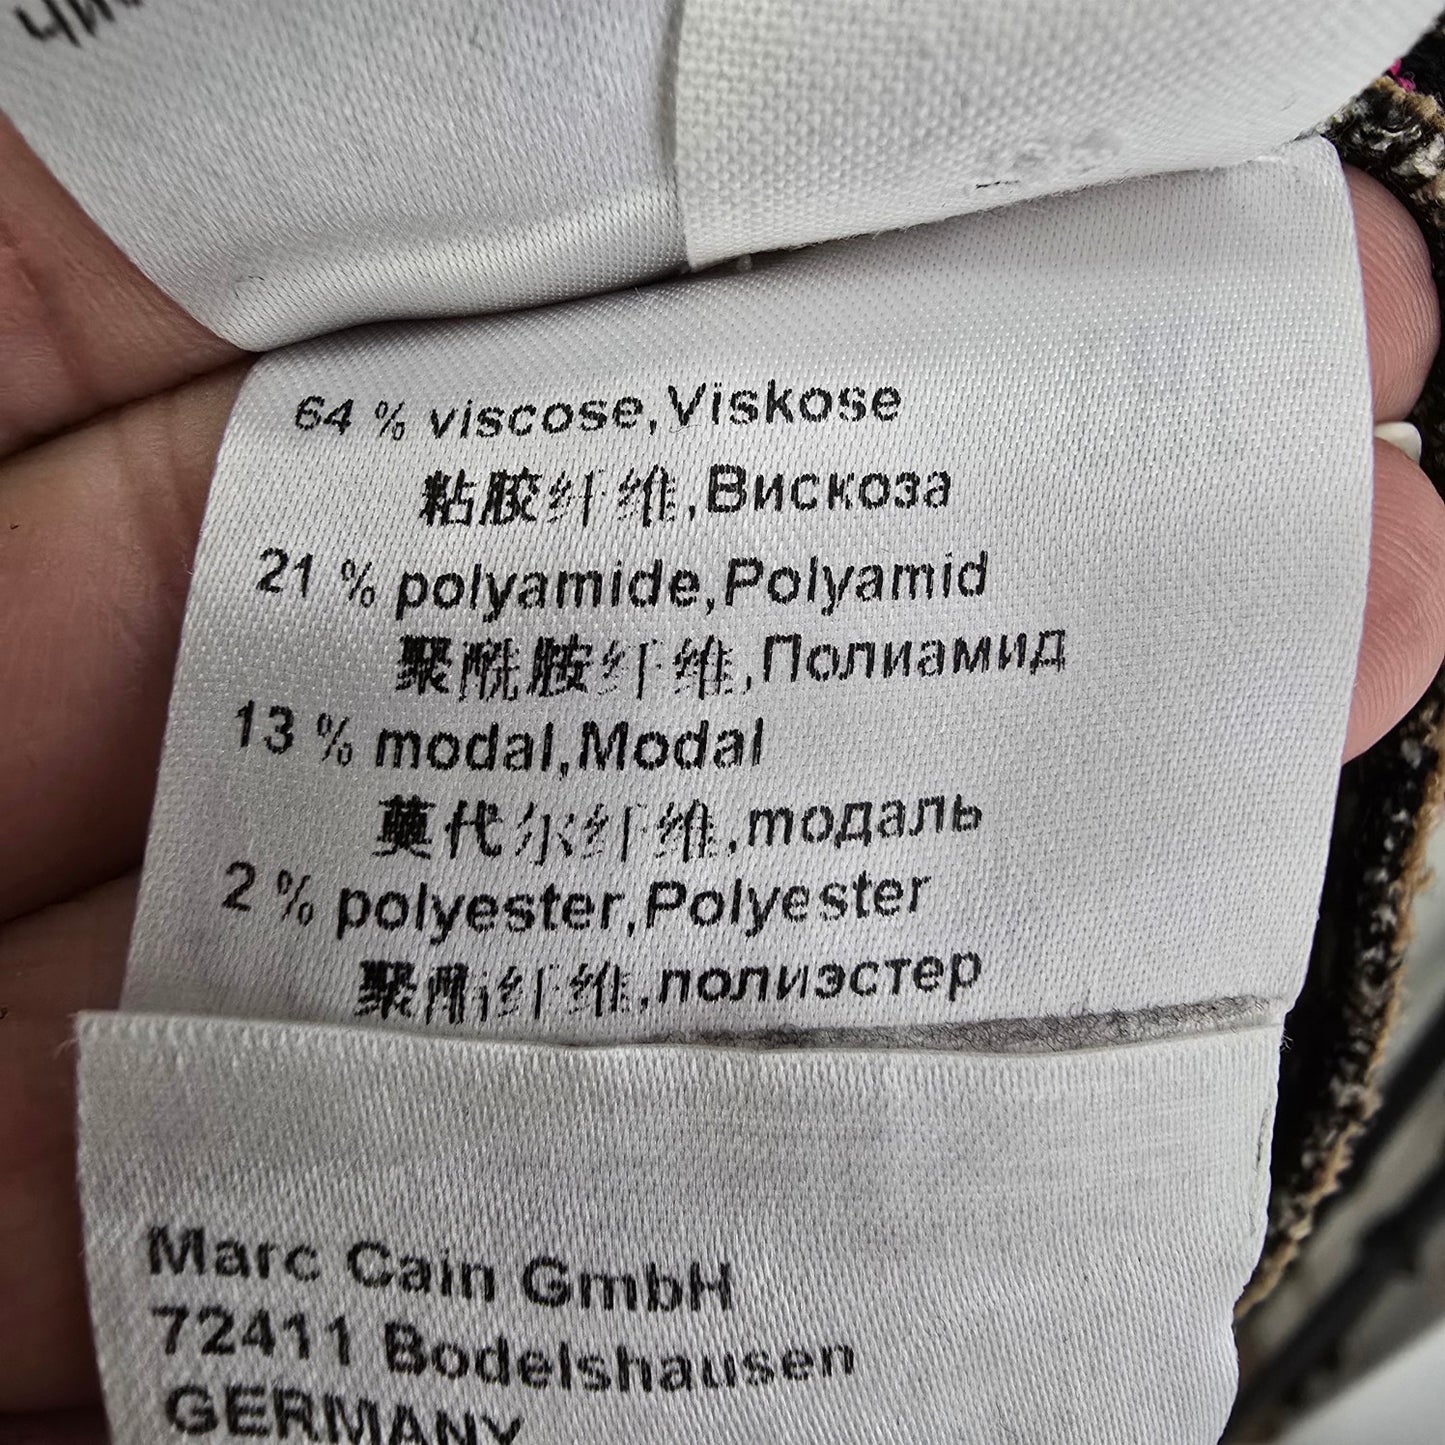 64 % viscose,Viskose
粘胶纤维,Вискоза
21 % polyamide,Polyamid
聚酰胺纤维,Полиамид
13 % modal,Modal
莫代尔纤维,модаль
2 % polyester,Polyester
聚酯纤维,полиэстер
Marc Cain GmbH
72411 Bodelshausen
GERMANY